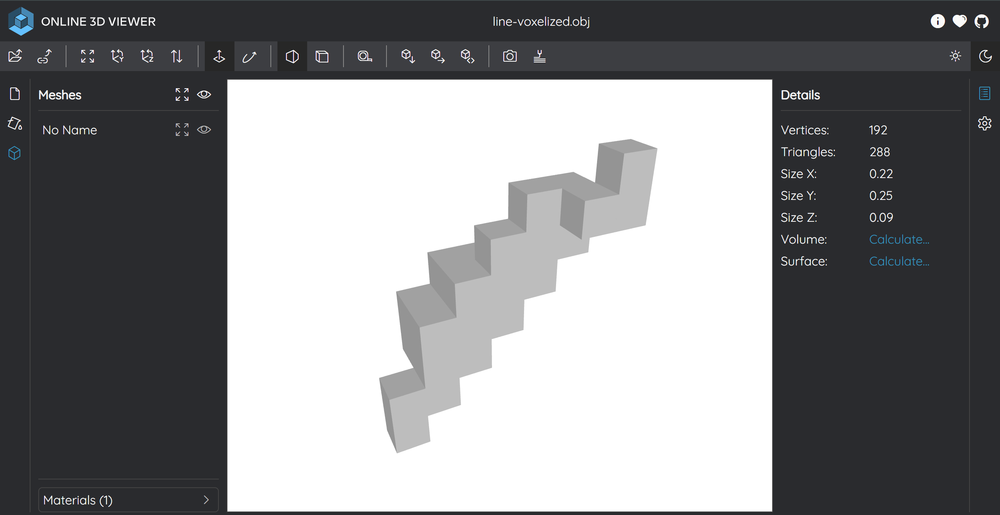 ONLINE 3D VIEWER
line-voxelized.obj
Meshes
No Name
Materials (1)
Details
Vertices: 192
Triangles: 288
Size X: 0.22
Size Y: 0.25
Size Z: 0.09
Volume: Calculate...
Surface: Calculate...